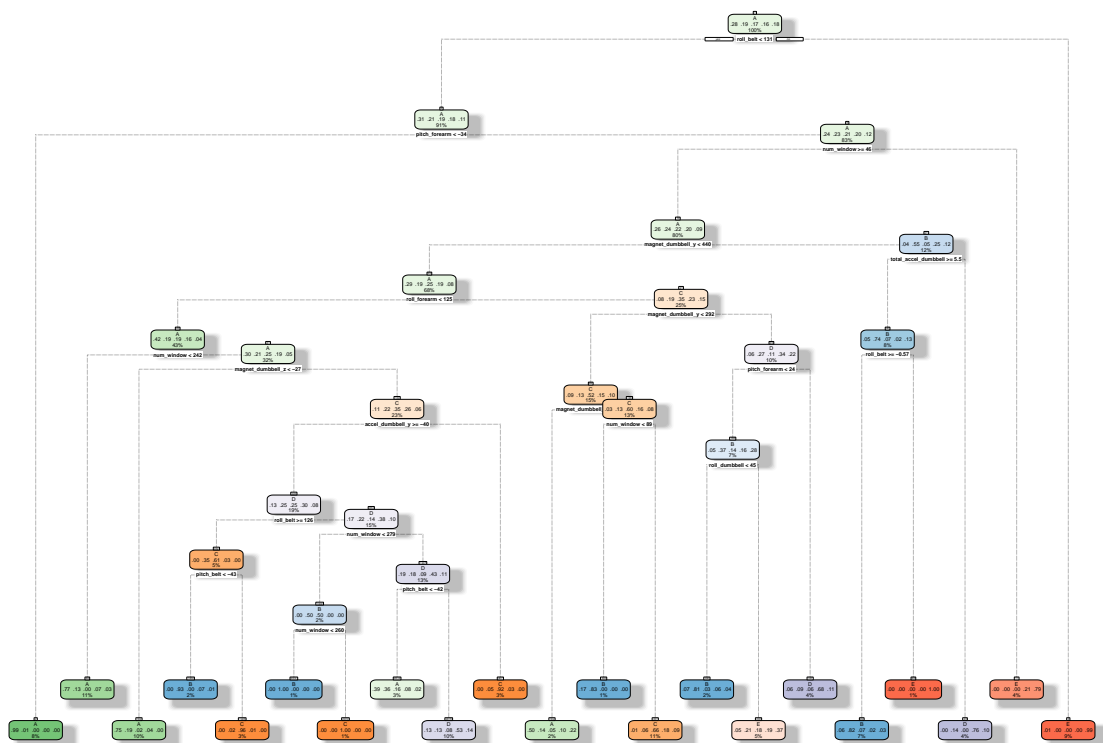 A
.28 .19 .17 .16 .18
100%
roll_belt < 131
A
.31 .21 .19 .18 .11
91%
pitch_forearm < −34
A
.24 .23 .21 .20 .12
83%
num_window >= 46
A
.26 .24 .22 .20 .09
80%
magnet_dumbbell_y < 440
B
.04 .55 .05 .25 .12
12%
total_accel_dumbbell >= 5.5
A
.29 .19 .25 .19 .08
68%
roll_forearm < 125
C
.08 .19 .35 .23 .15
25%
magnet_dumbbell_y < 292
A
.42 .19 .19 .16 .04
43%
num_window < 242
A
.30 .21 .25 .19 .05
32%
magnet_dumbbell_z < −27
D
.06 .27 .11 .34 .22
10%
pitch_forearm < 24
B
.05 .74 .07 .02 .13
8%
roll_belt >= −0.57
C
.11 .22 .35 .26 .06
23%
accel_dumbbell_y >= −40
C
.09 .13 .52 .15 .10
15%
magnet_dumbbell
C
.03 .13 .60 .16 .08
13%
num_window < 89
B
.05 .37 .14 .16 .28
7%
roll_dumbbell < 45
D
.13 .25 .25 .30 .08
19%
roll_belt >= 126
D
.17 .22 .14 .38 .10
15%
num_window < 279
C
.00 .35 .61 .03 .00
5%
pitch_belt < −43
D
.19 .18 .09 .43 .11
13%
pitch_belt < −42
B
.00 .50 .50 .00 .00
2%
num_window < 260
A
.77 .13 .00 .07 .03
11%
B
.00 .93 .00 .07 .01
2%
B
.00 1.00 .00 .00 .00
1%
A
.39 .36 .16 .08 .02
3%
C
.00 .05 .92 .03 .00
3%
B
.17 .83 .00 .00 .00
1%
B
.07 .81 .03 .06 .04
2%
D
.06 .09 .06 .68 .11
4%
E
.00 .00 .00 .00 1.00
1%
E
.00 .00 .00 .21 .79
4%
A
.99 .01 .00 .00 .00
8%
A
.75 .19 .02 .04 .00
10%
C
.00 .02 .96 .01 .00
3%
C
.00 .00 1.00 .00 .00
1%
D
.13 .13 .08 .53 .14
10%
A
.50 .14 .05 .10 .22
2%
C
.01 .06 .66 .18 .09
11%
E
.05 .21 .18 .19 .37
5%
B
.06 .82 .07 .02 .03
7%
D
.00 .14 .00 .76 .10
4%
E
.01 .00 .00 .00 .99
9%